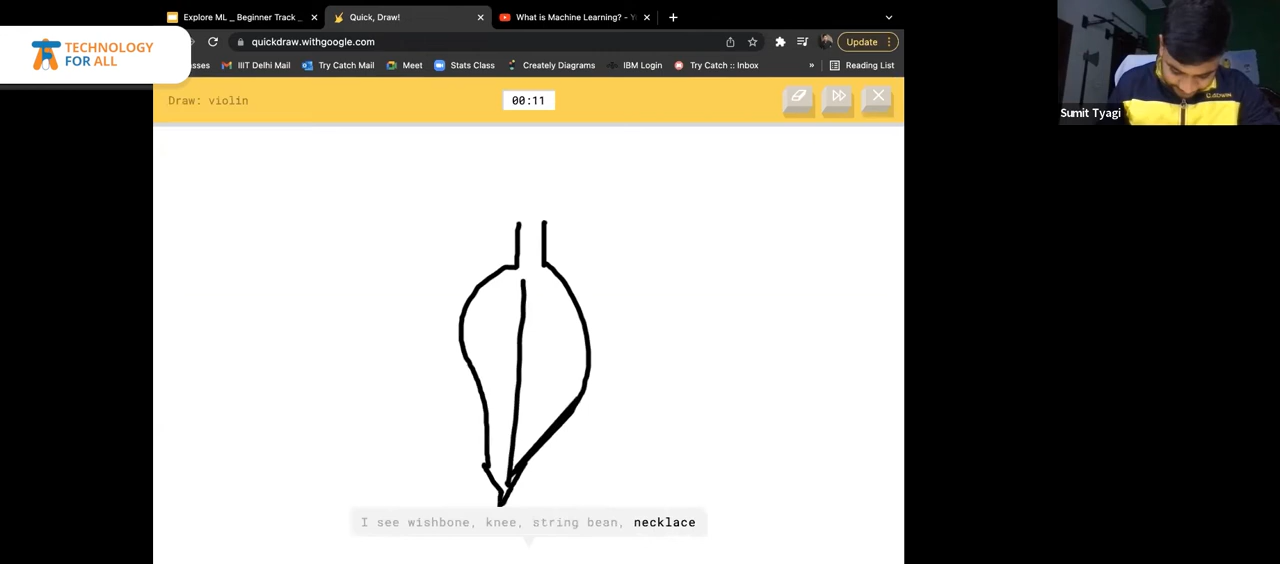 Explore ML _ Beginner Track _
Quick, Draw!
What is Machine Learning? -
TECHNOLOGY
FOR ALL
quickdraw.withgoogle.com
Update
IIIT Delhi Mail
Try Catch Mail
Meet
Stats Class
Creately Diagrams
IBM Login
Try Catch :: Inbox
»
Reading List
Draw: violin
00:11
Sumit Tyagi
I see wishbone, knee, string bean, necklace